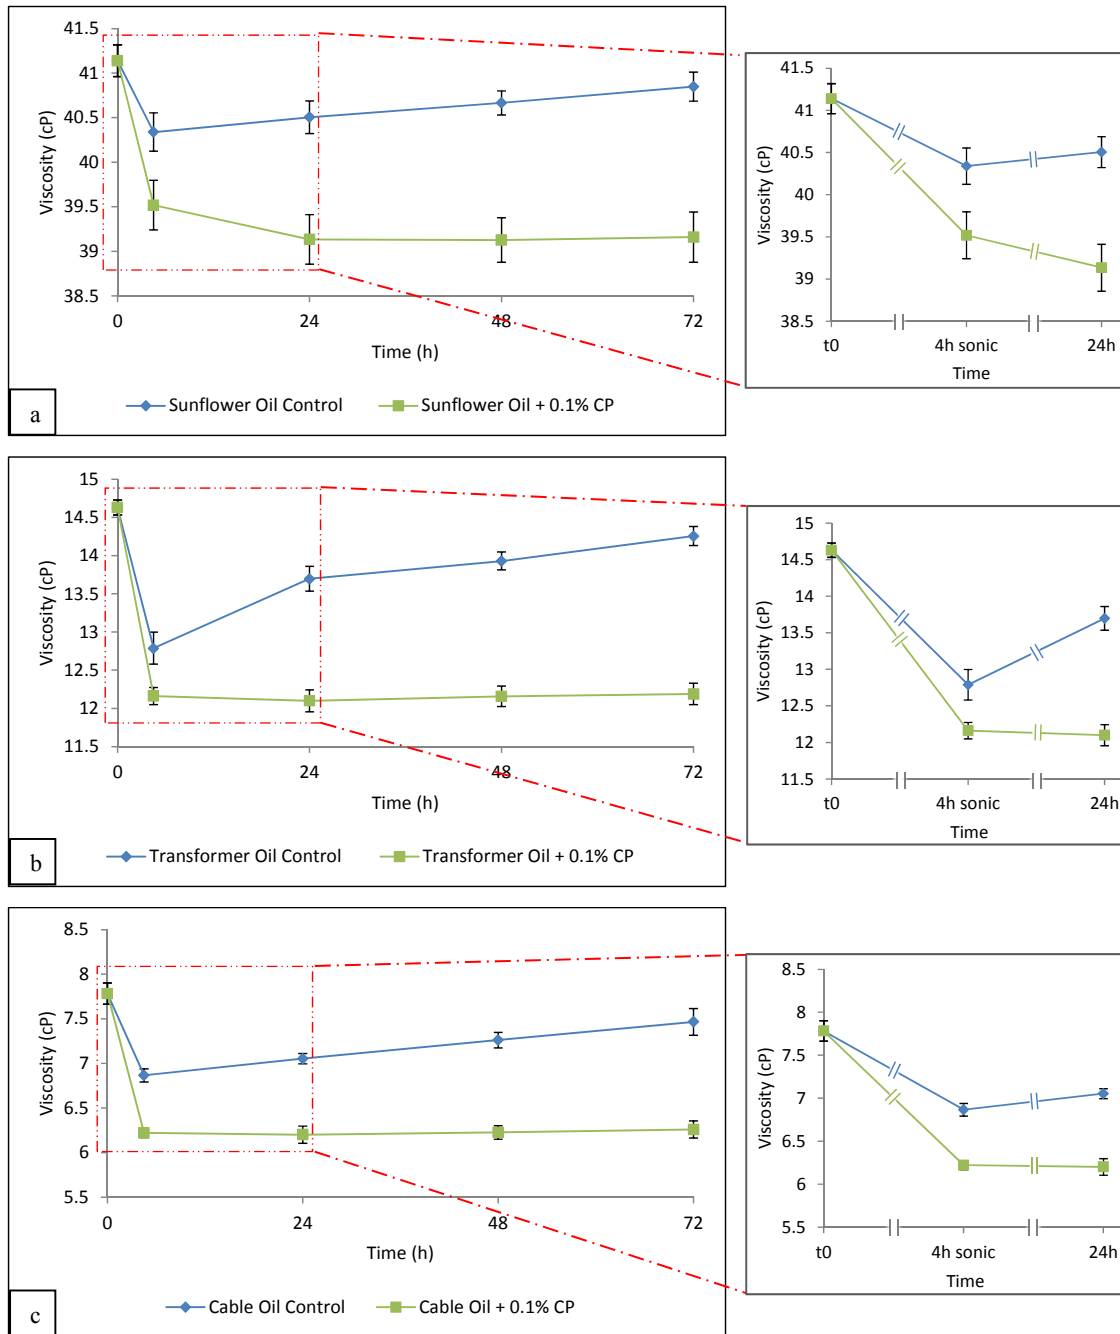 41.5
41
40.5
40
39.5
39
38.5
Viscosity (cP)
0 24 48 72
Time (h)
Sunflower Oil Control Sunflower Oil + 0.1% CP
a
41.5
41
40.5
40
39.5
39
38.5
Viscosity (cP)
t0 4h sonic 24h
Time
15
14.5
14
13.5
13
12.5
12
11.5
Viscosity (cP)
0 24 48 72
Time (h)
Transformer Oil Control Transformer Oil + 0.1% CP
b
15
14.5
14
13.5
13
12.5
12
11.5
Viscosity (cP)
t0 4h sonic 24h
Time
8.5
8
7.5
7
6.5
6
5.5
Viscosity (cP)
0 24 48 72
Time (h)
Cable Oil Control Cable Oil + 0.1% CP
c
8.5
8
7.5
7
6.5
6
5.5
Viscosity (cP)
t0 4h sonic 24h
Time